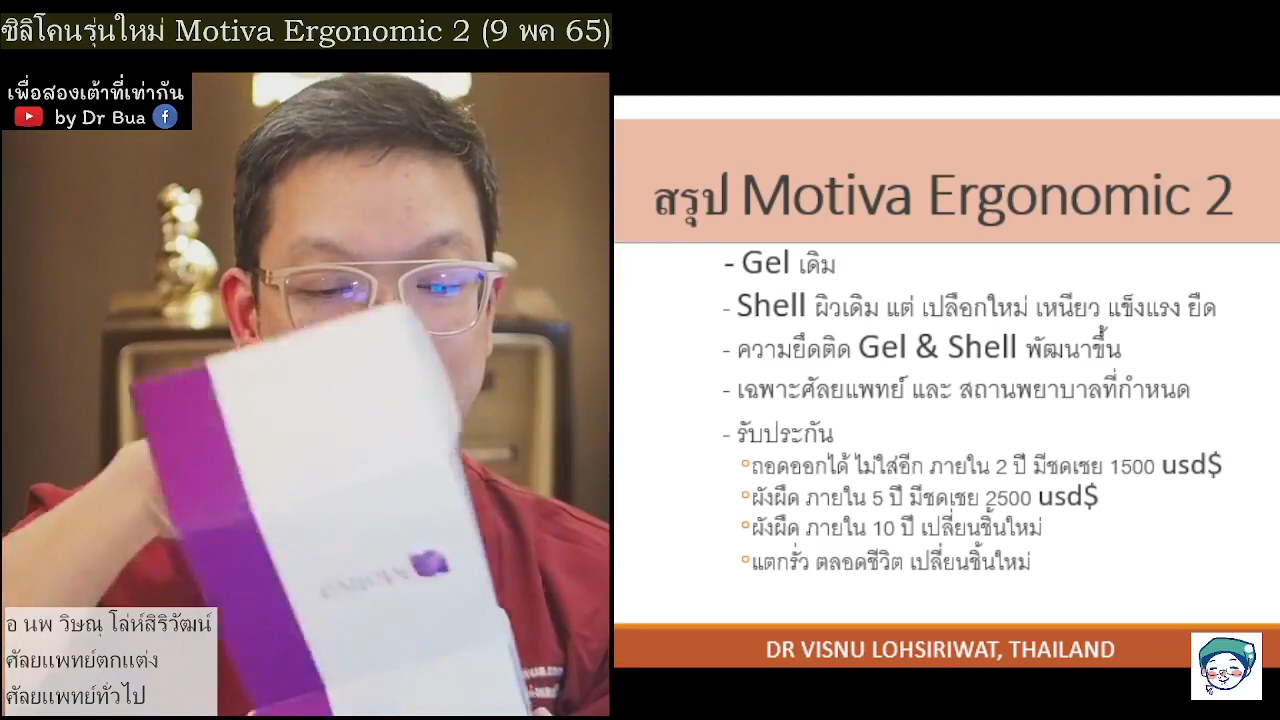 ซิลิโคนรุ่นใหม่ Motiva Ergonomic 2 (9 พค 65)
เพื่อสองเต้าที่เท่ากัน
by Dr Bua
สรุป Motiva Ergonomic 2
- Gel เดิม
- Shell ผิวเดิม แต่ เปลือกใหม่ เหนียว แข็งแรง ยืด
- ความยึดติด Gel & Shell พัฒนาขึ้น
- เฉพาะศัลยแพทย์ และ สถานพยาบาลที่กำหนด
- รับประกัน
ถอดออกได้ ไม่ใส่อีก ภายใน 2 ปี มีชดเชย 1500 usd$
ผังผืด ภายใน 5 ปี มีชดเชย 2500 usd$
ผังผืด ภายใน 10 ปี เปลี่ยนชิ้นใหม่
แตกรั่ว ตลอดชีวิต เปลี่ยนชิ้นใหม่
อ นพ วิษณุ โล่ห์สิริวัฒน์
ศัลยแพทย์ตกแต่ง
ศัลยแพทย์ทั่วไป
DR VISNU LOHSIRIWAT, THAILAND